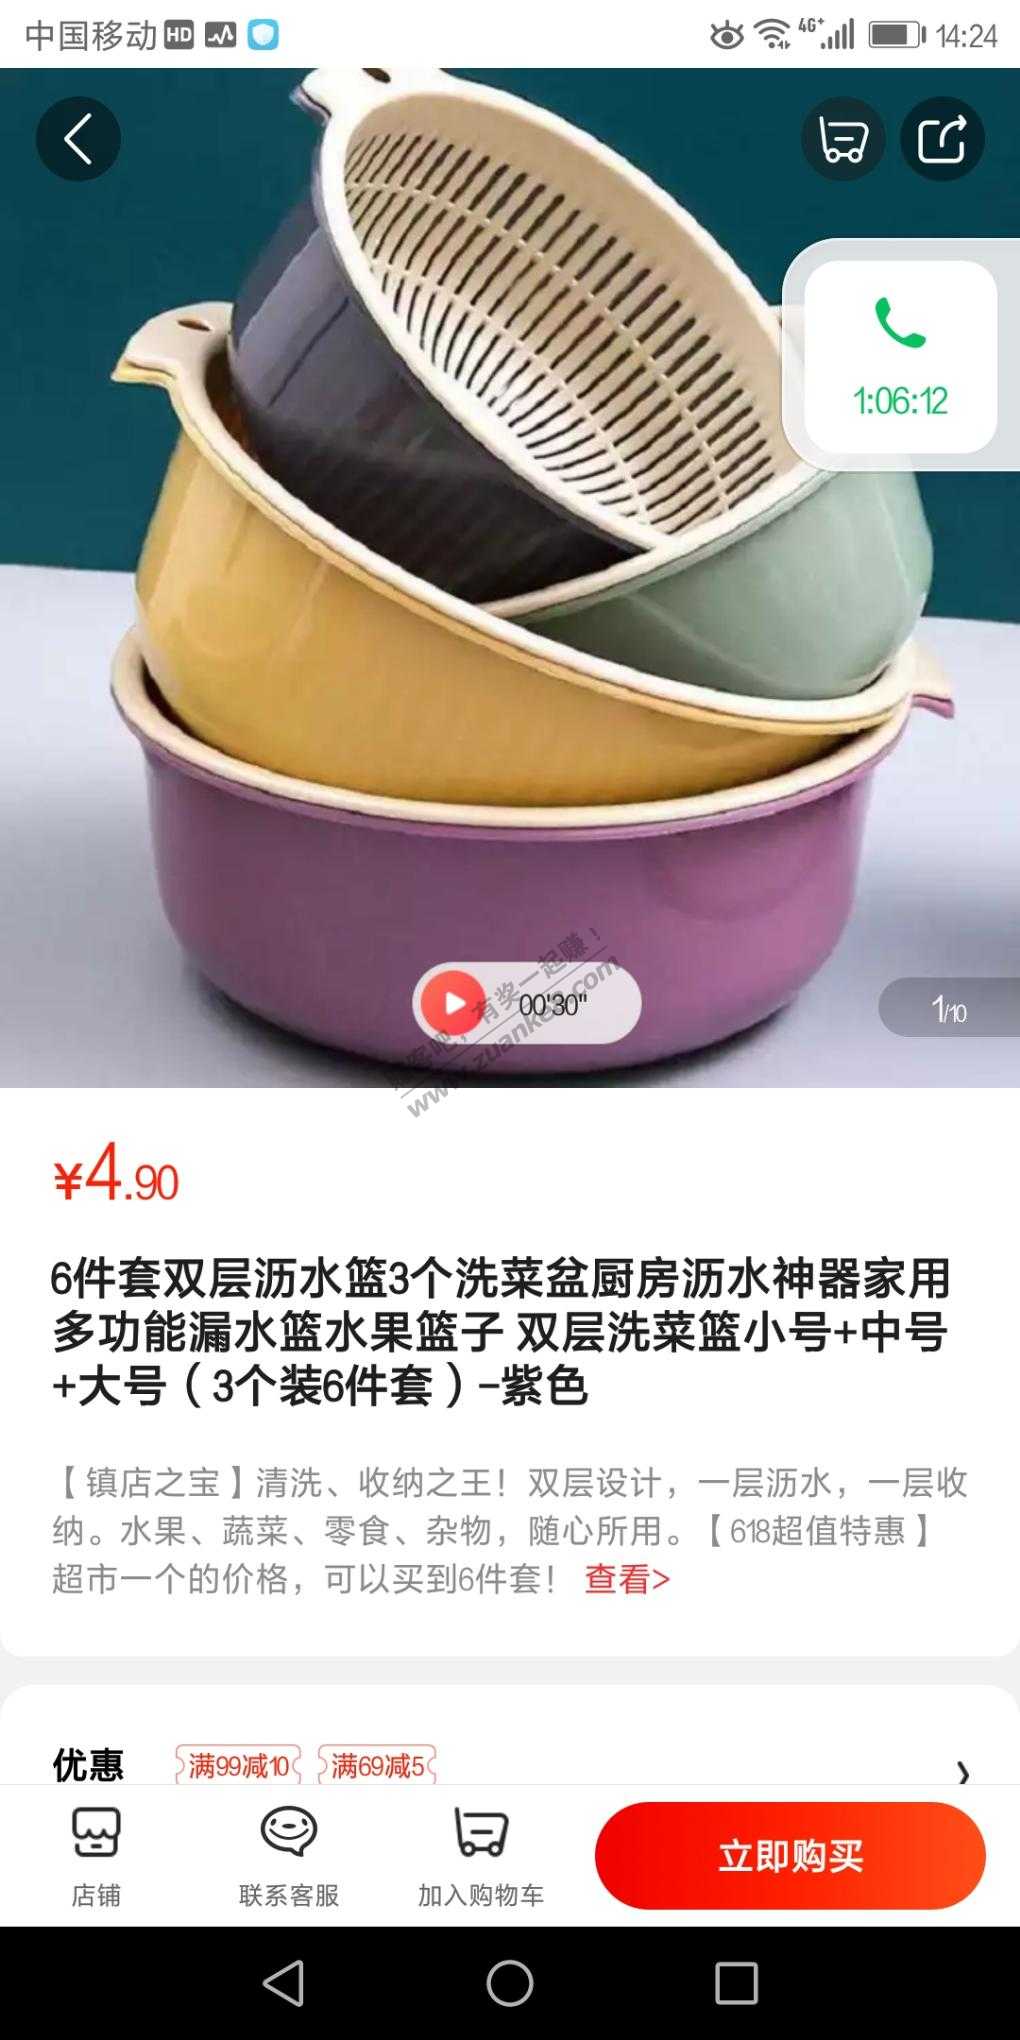 中国移动 HD 4G+ 14:24
1:06:12
赚客吧，有奖一起赚！
www.zuanke8.com
00'30"
1/10
¥4.90
6件套双层沥水篮3个洗菜盆厨房沥水神器家用
多功能漏水篮水果篮子 双层洗菜篮小号+中号
+大号（3个装6件套）-紫色
【镇店之宝】清洗、收纳之王！双层设计，一层沥水，一层收
纳。水果、蔬菜、零食、杂物，随心所用。【618超值特惠】
超市一个的价格，可以买到6件套！ 查看>
优惠 满99减10 满69减5
店铺 联系客服 加入购物车 立即购买